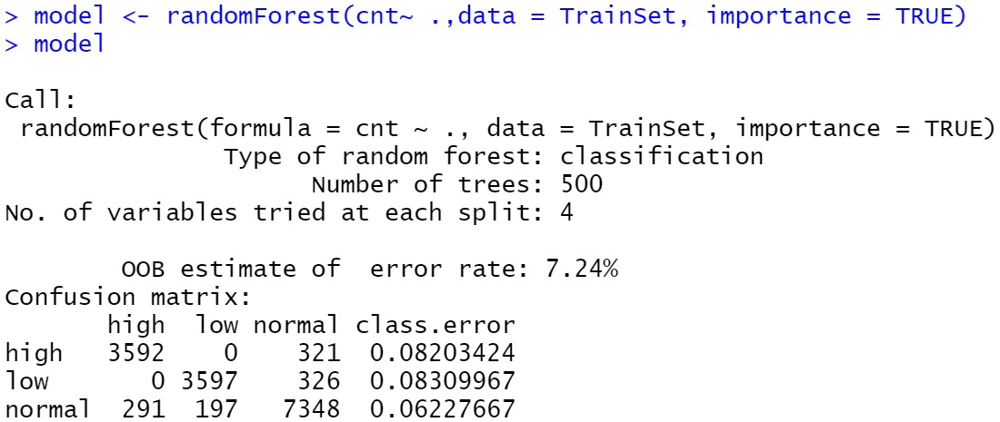 > model <- randomForest(cnt~ .,data = TrainSet, importance = TRUE)
> model
Call:
 randomForest(formula = cnt ~ ., data = TrainSet, importance = TRUE)
               Type of random forest: classification
                     Number of trees: 500
No. of variables tried at each split: 4
        OOB estimate of  error rate: 7.24%
Confusion matrix:
       high  low normal class.error
high   3592    0    321  0.08203424
low       0 3597    326  0.08309967
normal  291  197   7348  0.06227667